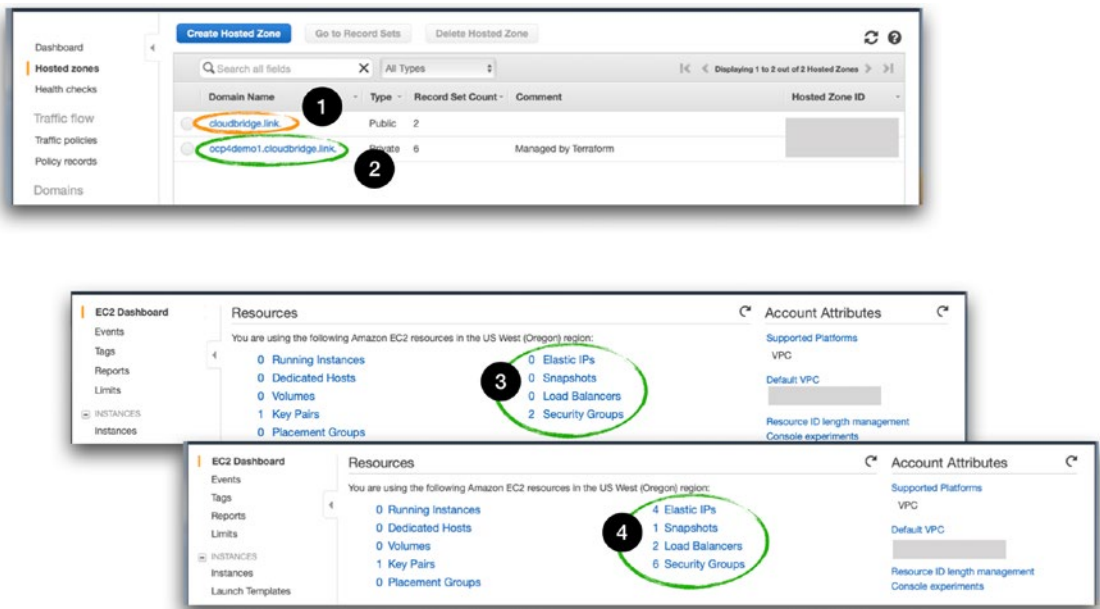 Create Hosted Zone Go to Record Sets Delete Hosted Zone
Dashboard
Hosted zones
Health checks
Traffic flow
Traffic policies
Policy records
Domains
Search all fields X All Types Displaying 1 to 2 out of 2 Hosted Zones
Domain Name Type Record Set Count Comment Hosted Zone ID
1
cloudbridge.link. Public 2
ocp4demo1.cloudbridge.link. Private 6 Managed by Terraform
2
EC2 Dashboard
Events
Tags
Reports
Limits
INSTANCES
Instances
Resources
You are using the following Amazon EC2 resources in the US West (Oregon) region:
0 Running Instances 0 Elastic IPs
0 Dedicated Hosts 0 Snapshots
0 Volumes 0 Load Balancers
1 Key Pairs 2 Security Groups
0 Placement Groups
3
Account Attributes
Supported Platforms
VPC
Default VPC
Resource ID length management
Console experiments
EC2 Dashboard
Events
Tags
Reports
Limits
INSTANCES
Instances
Launch Templates
Resources
You are using the following Amazon EC2 resources in the US West (Oregon) region:
0 Running Instances 4 Elastic IPs
0 Dedicated Hosts 1 Snapshots
0 Volumes 2 Load Balancers
1 Key Pairs 6 Security Groups
0 Placement Groups
4
Account Attributes
Supported Platforms
VPC
Default VPC
Resource ID length management
Console experiments